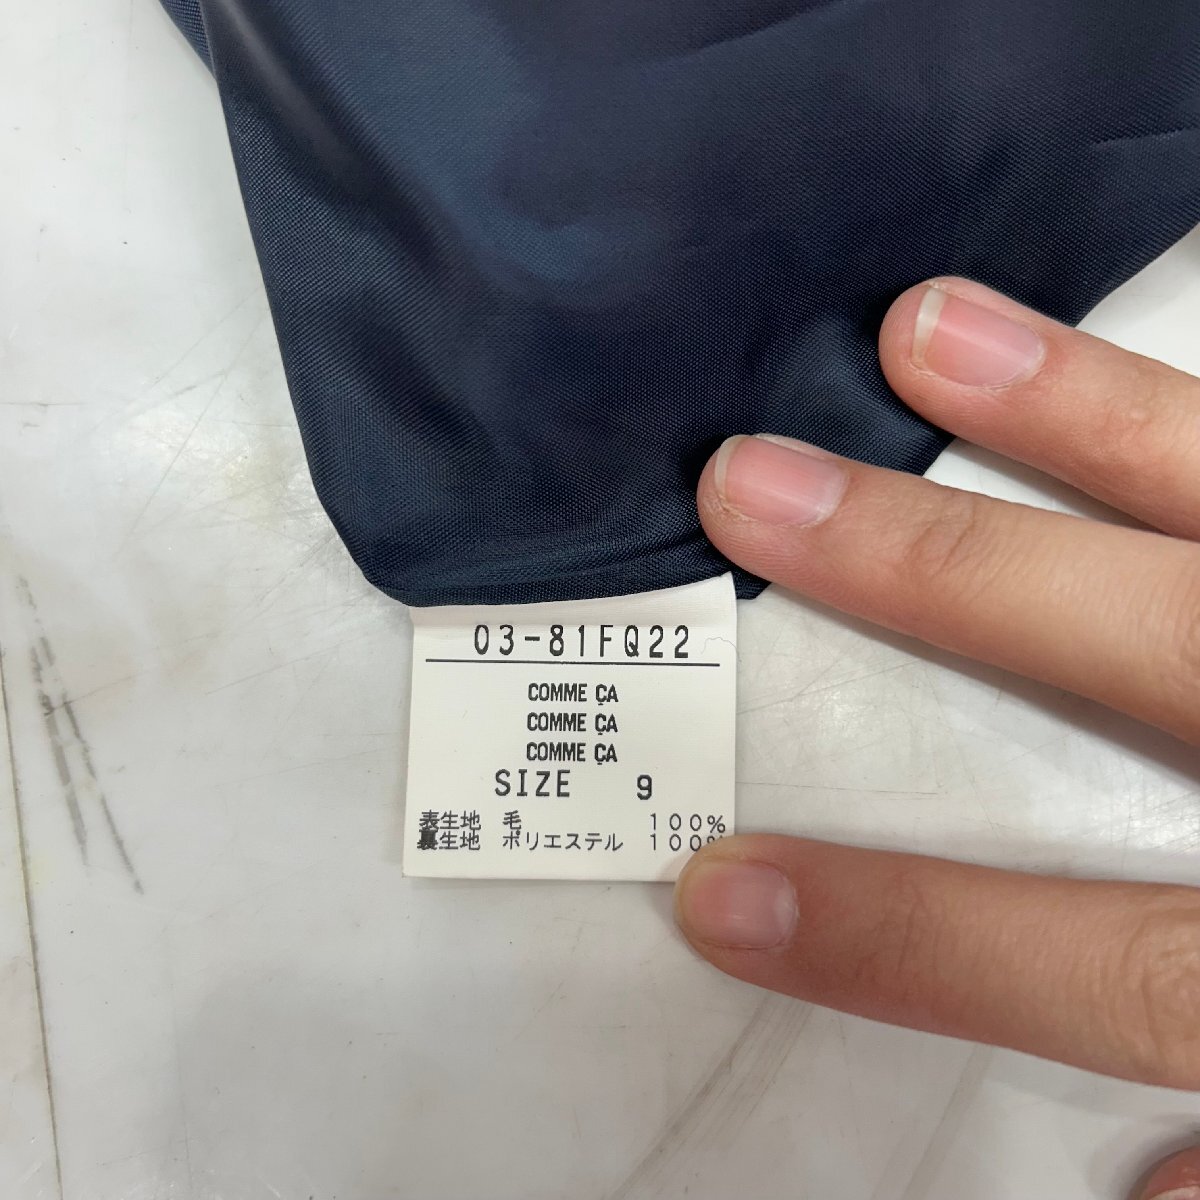 03-81FQ22
COMME ÇA
COMME ÇA
COMME ÇA
SIZE 9
表生地 毛 100%
裏生地 ポリエステル 100%